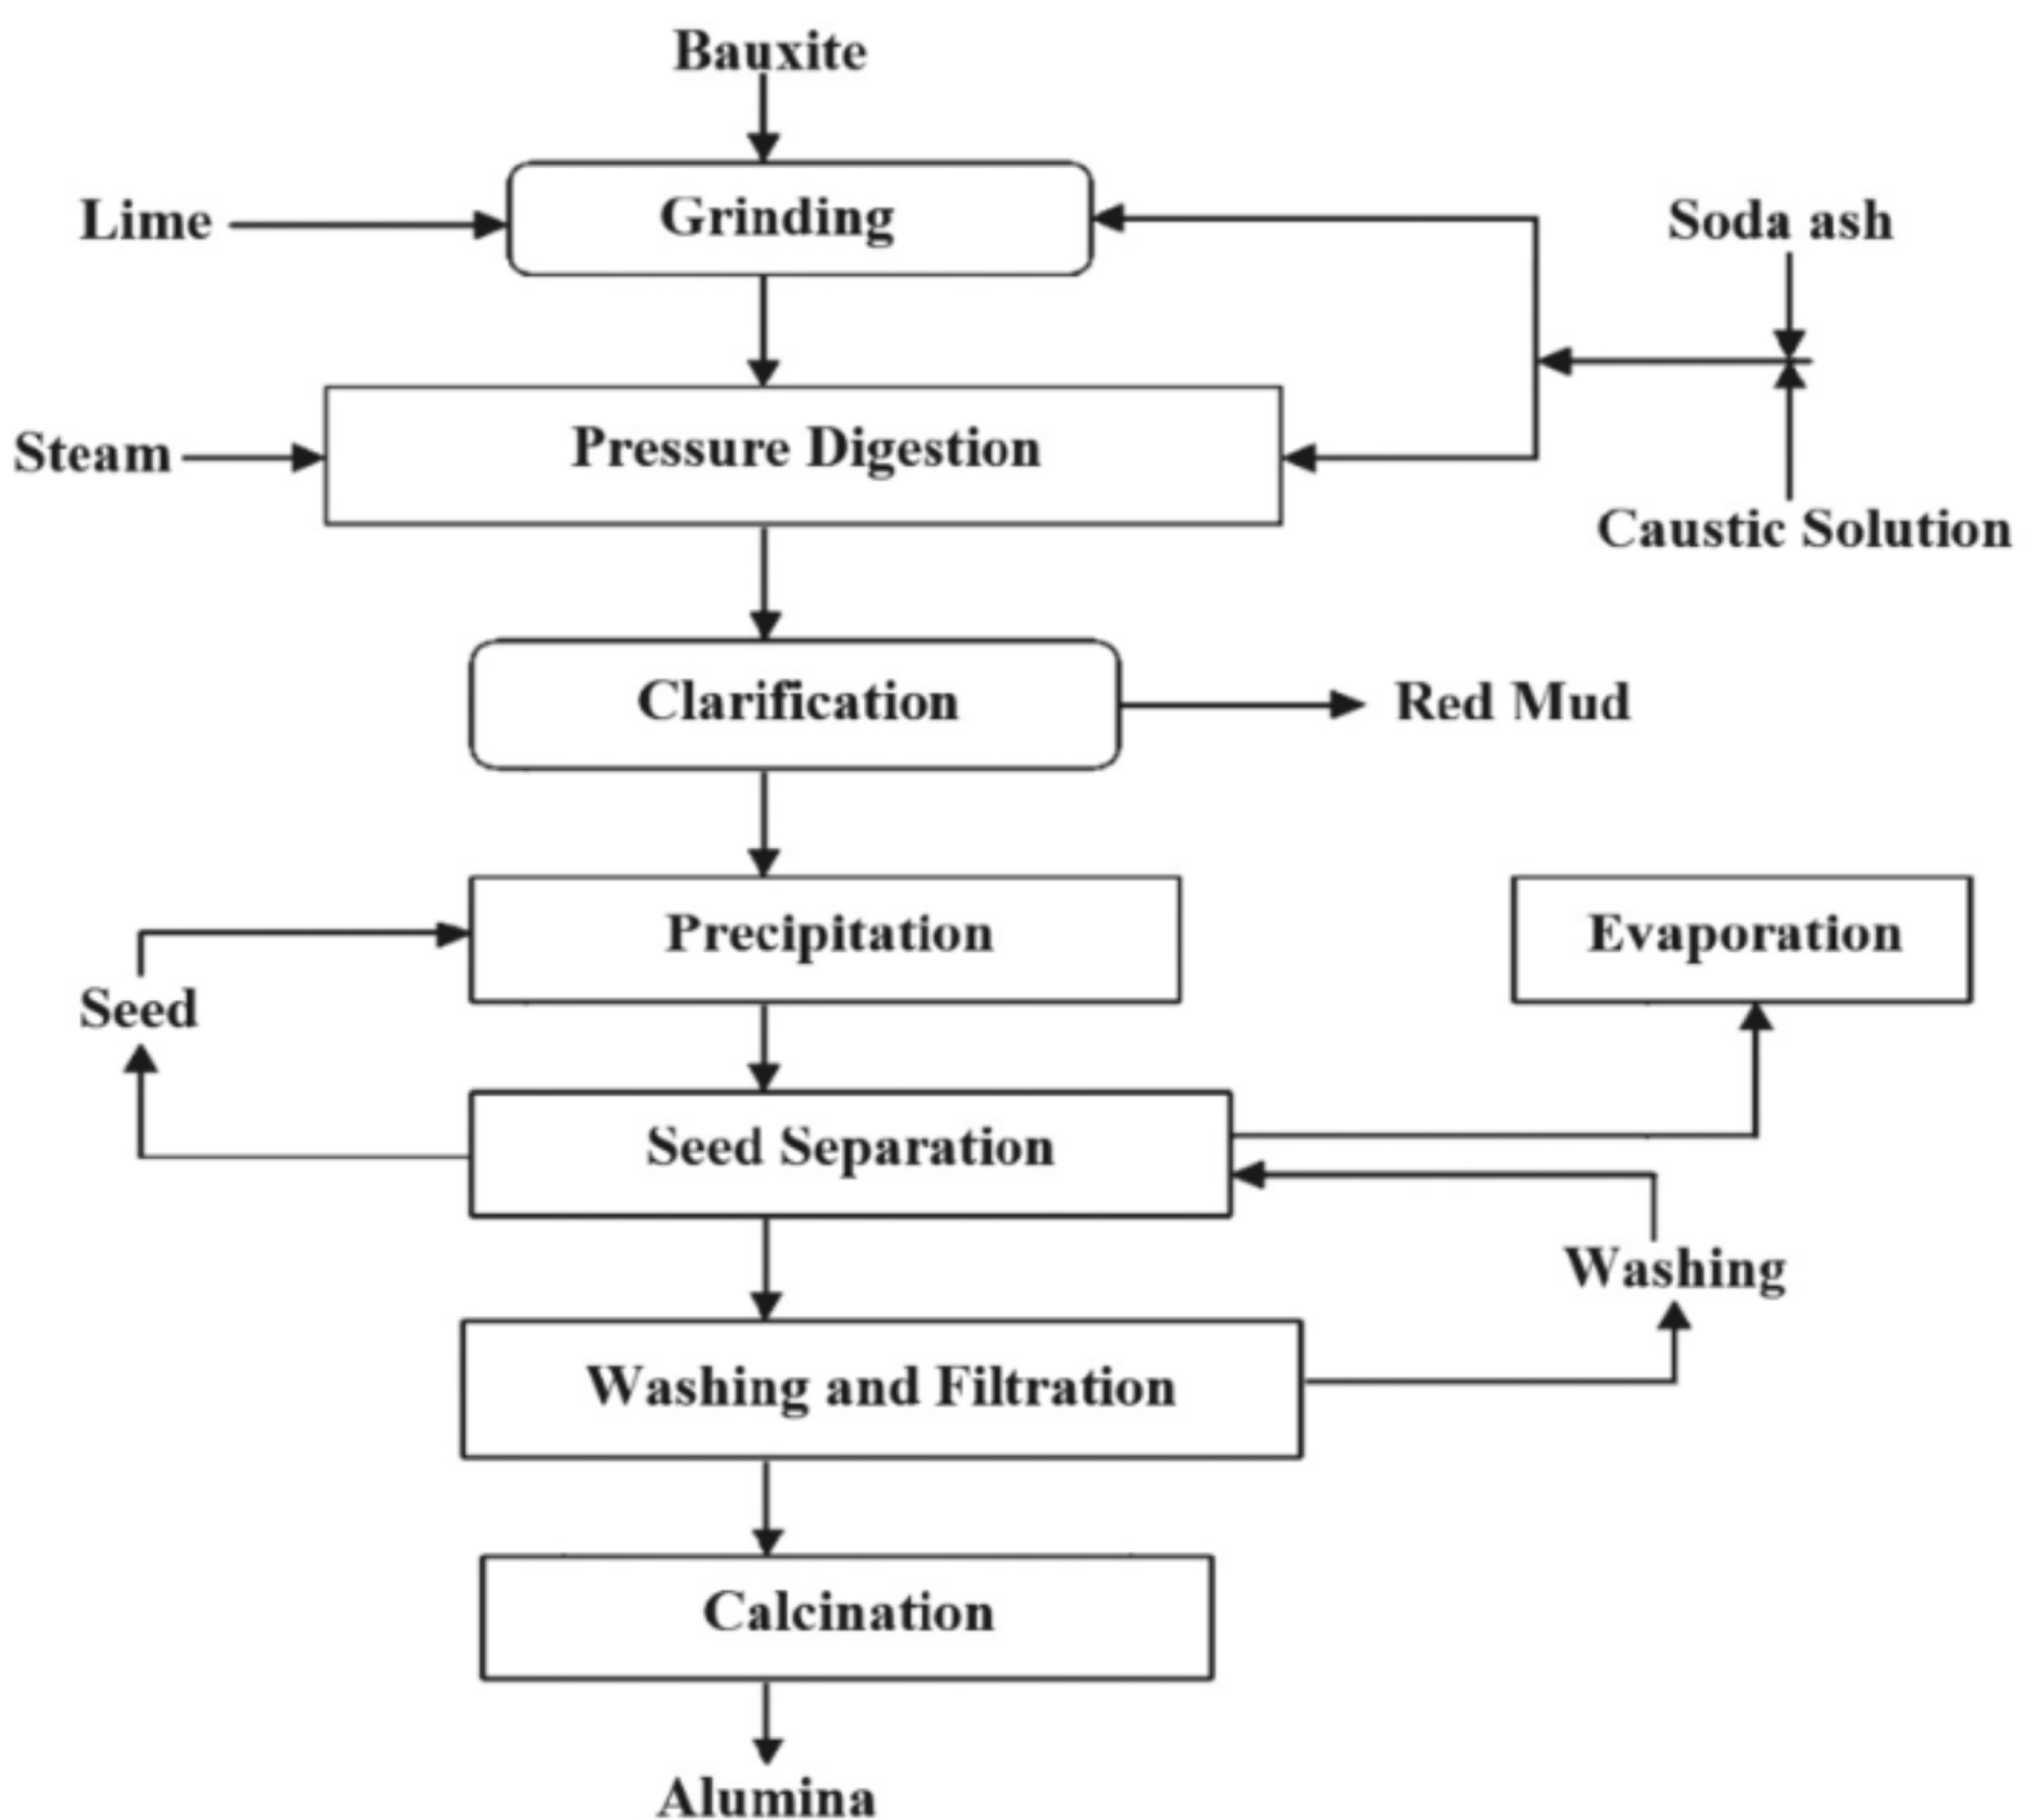 Bauxite
Lime
Grinding
Soda ash
Steam
Pressure Digestion
Caustic Solution
Clarification
Red Mud
Precipitation
Evaporation
Seed
Seed Separation
Washing
Washing and Filtration
Calcination
Alumina